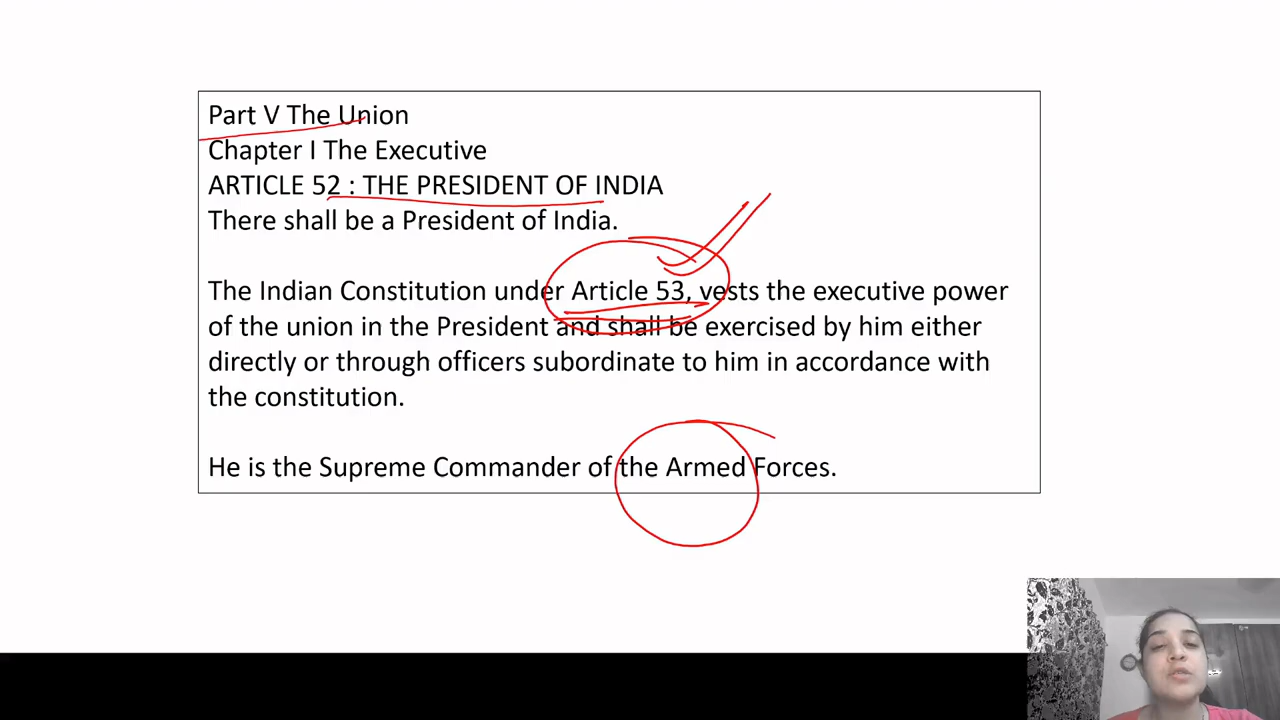 Part V The Union
Chapter I The Executive
ARTICLE 52 : THE PRESIDENT OF INDIA
There shall be a President of India.
The Indian Constitution under Article 53, vests the executive power
of the union in the President and shall be exercised by him either
directly or through officers subordinate to him in accordance with
the constitution.
He is the Supreme Commander of the Armed Forces.